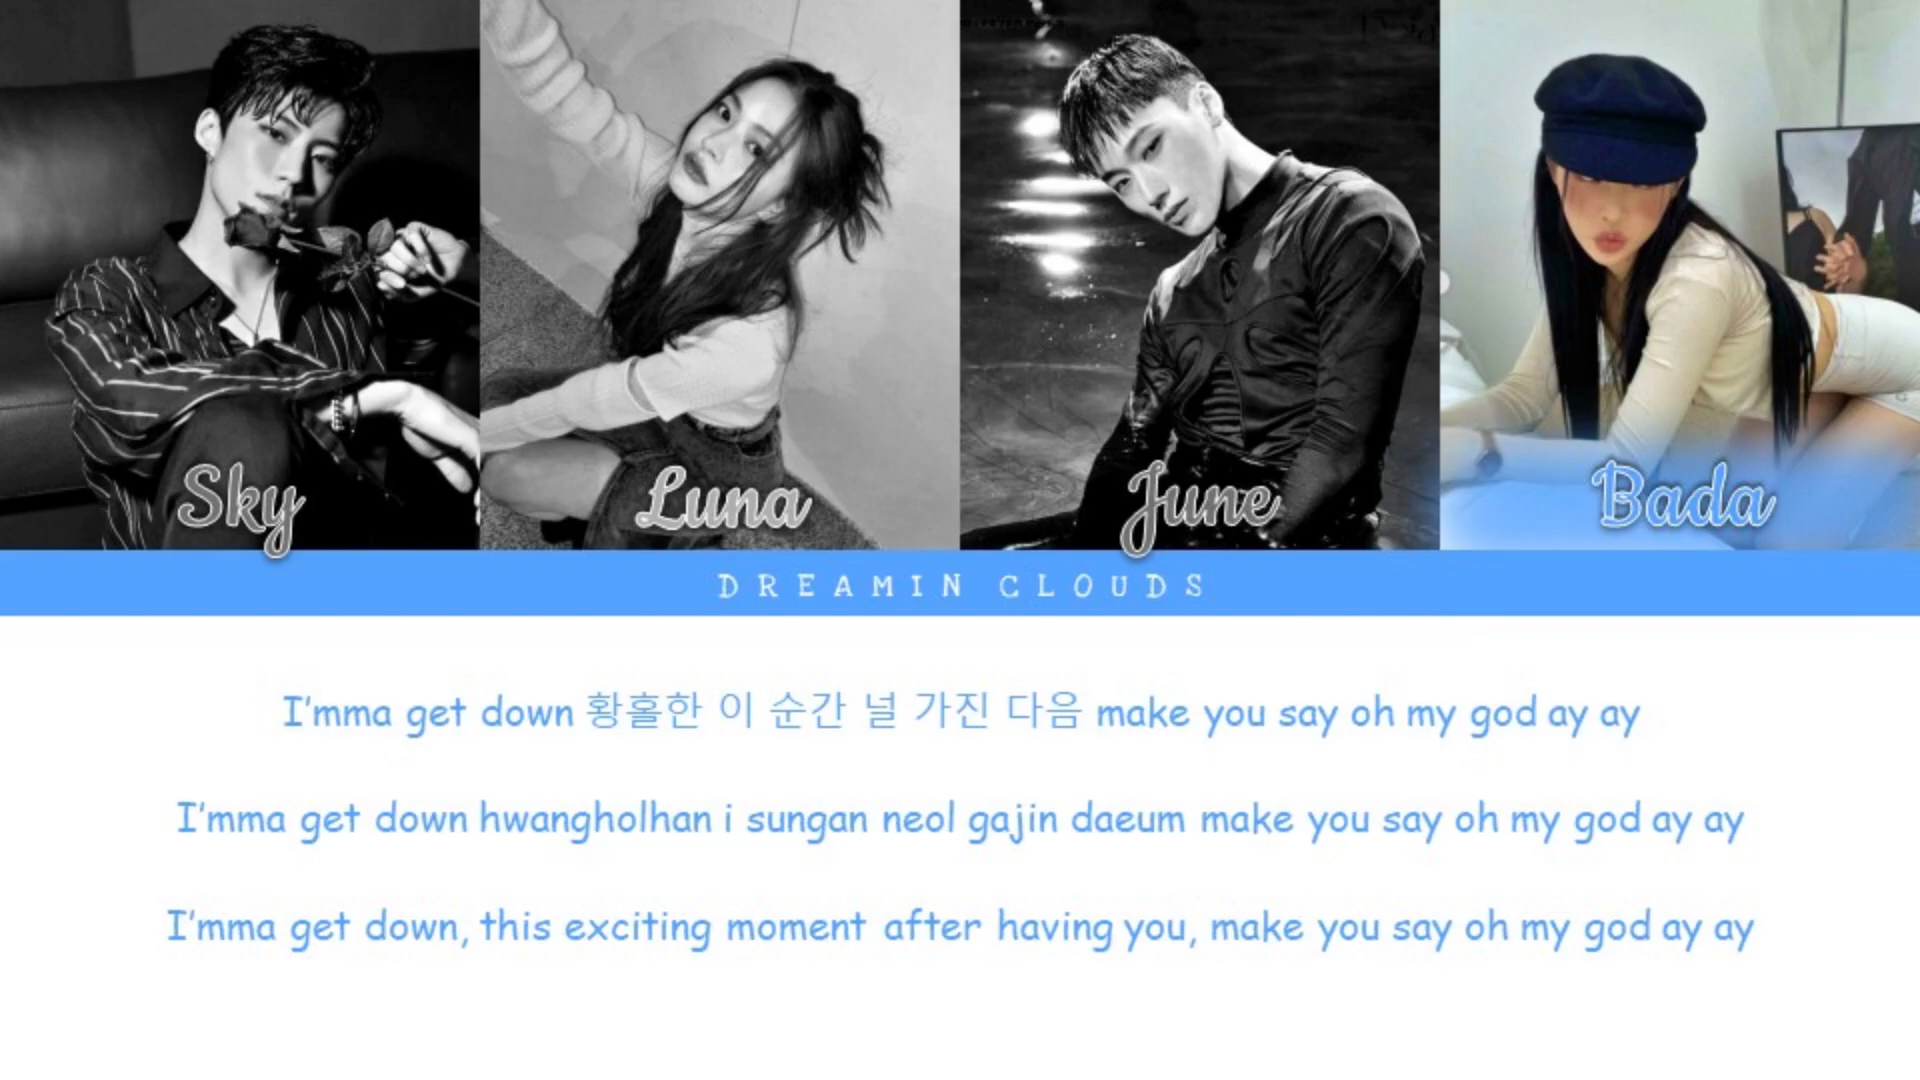 Sky
Luna
June
Bada
DREAMIN CLOUDS
I'mma get down 황홀한 이 순간 널 가진 다음 make you say oh my god ay ay
I'mma get down hwangholhan i sungan neol gajin daeum make you say oh my god ay ay
I'mma get down, this exciting moment after having you, make you say oh my god ay ay